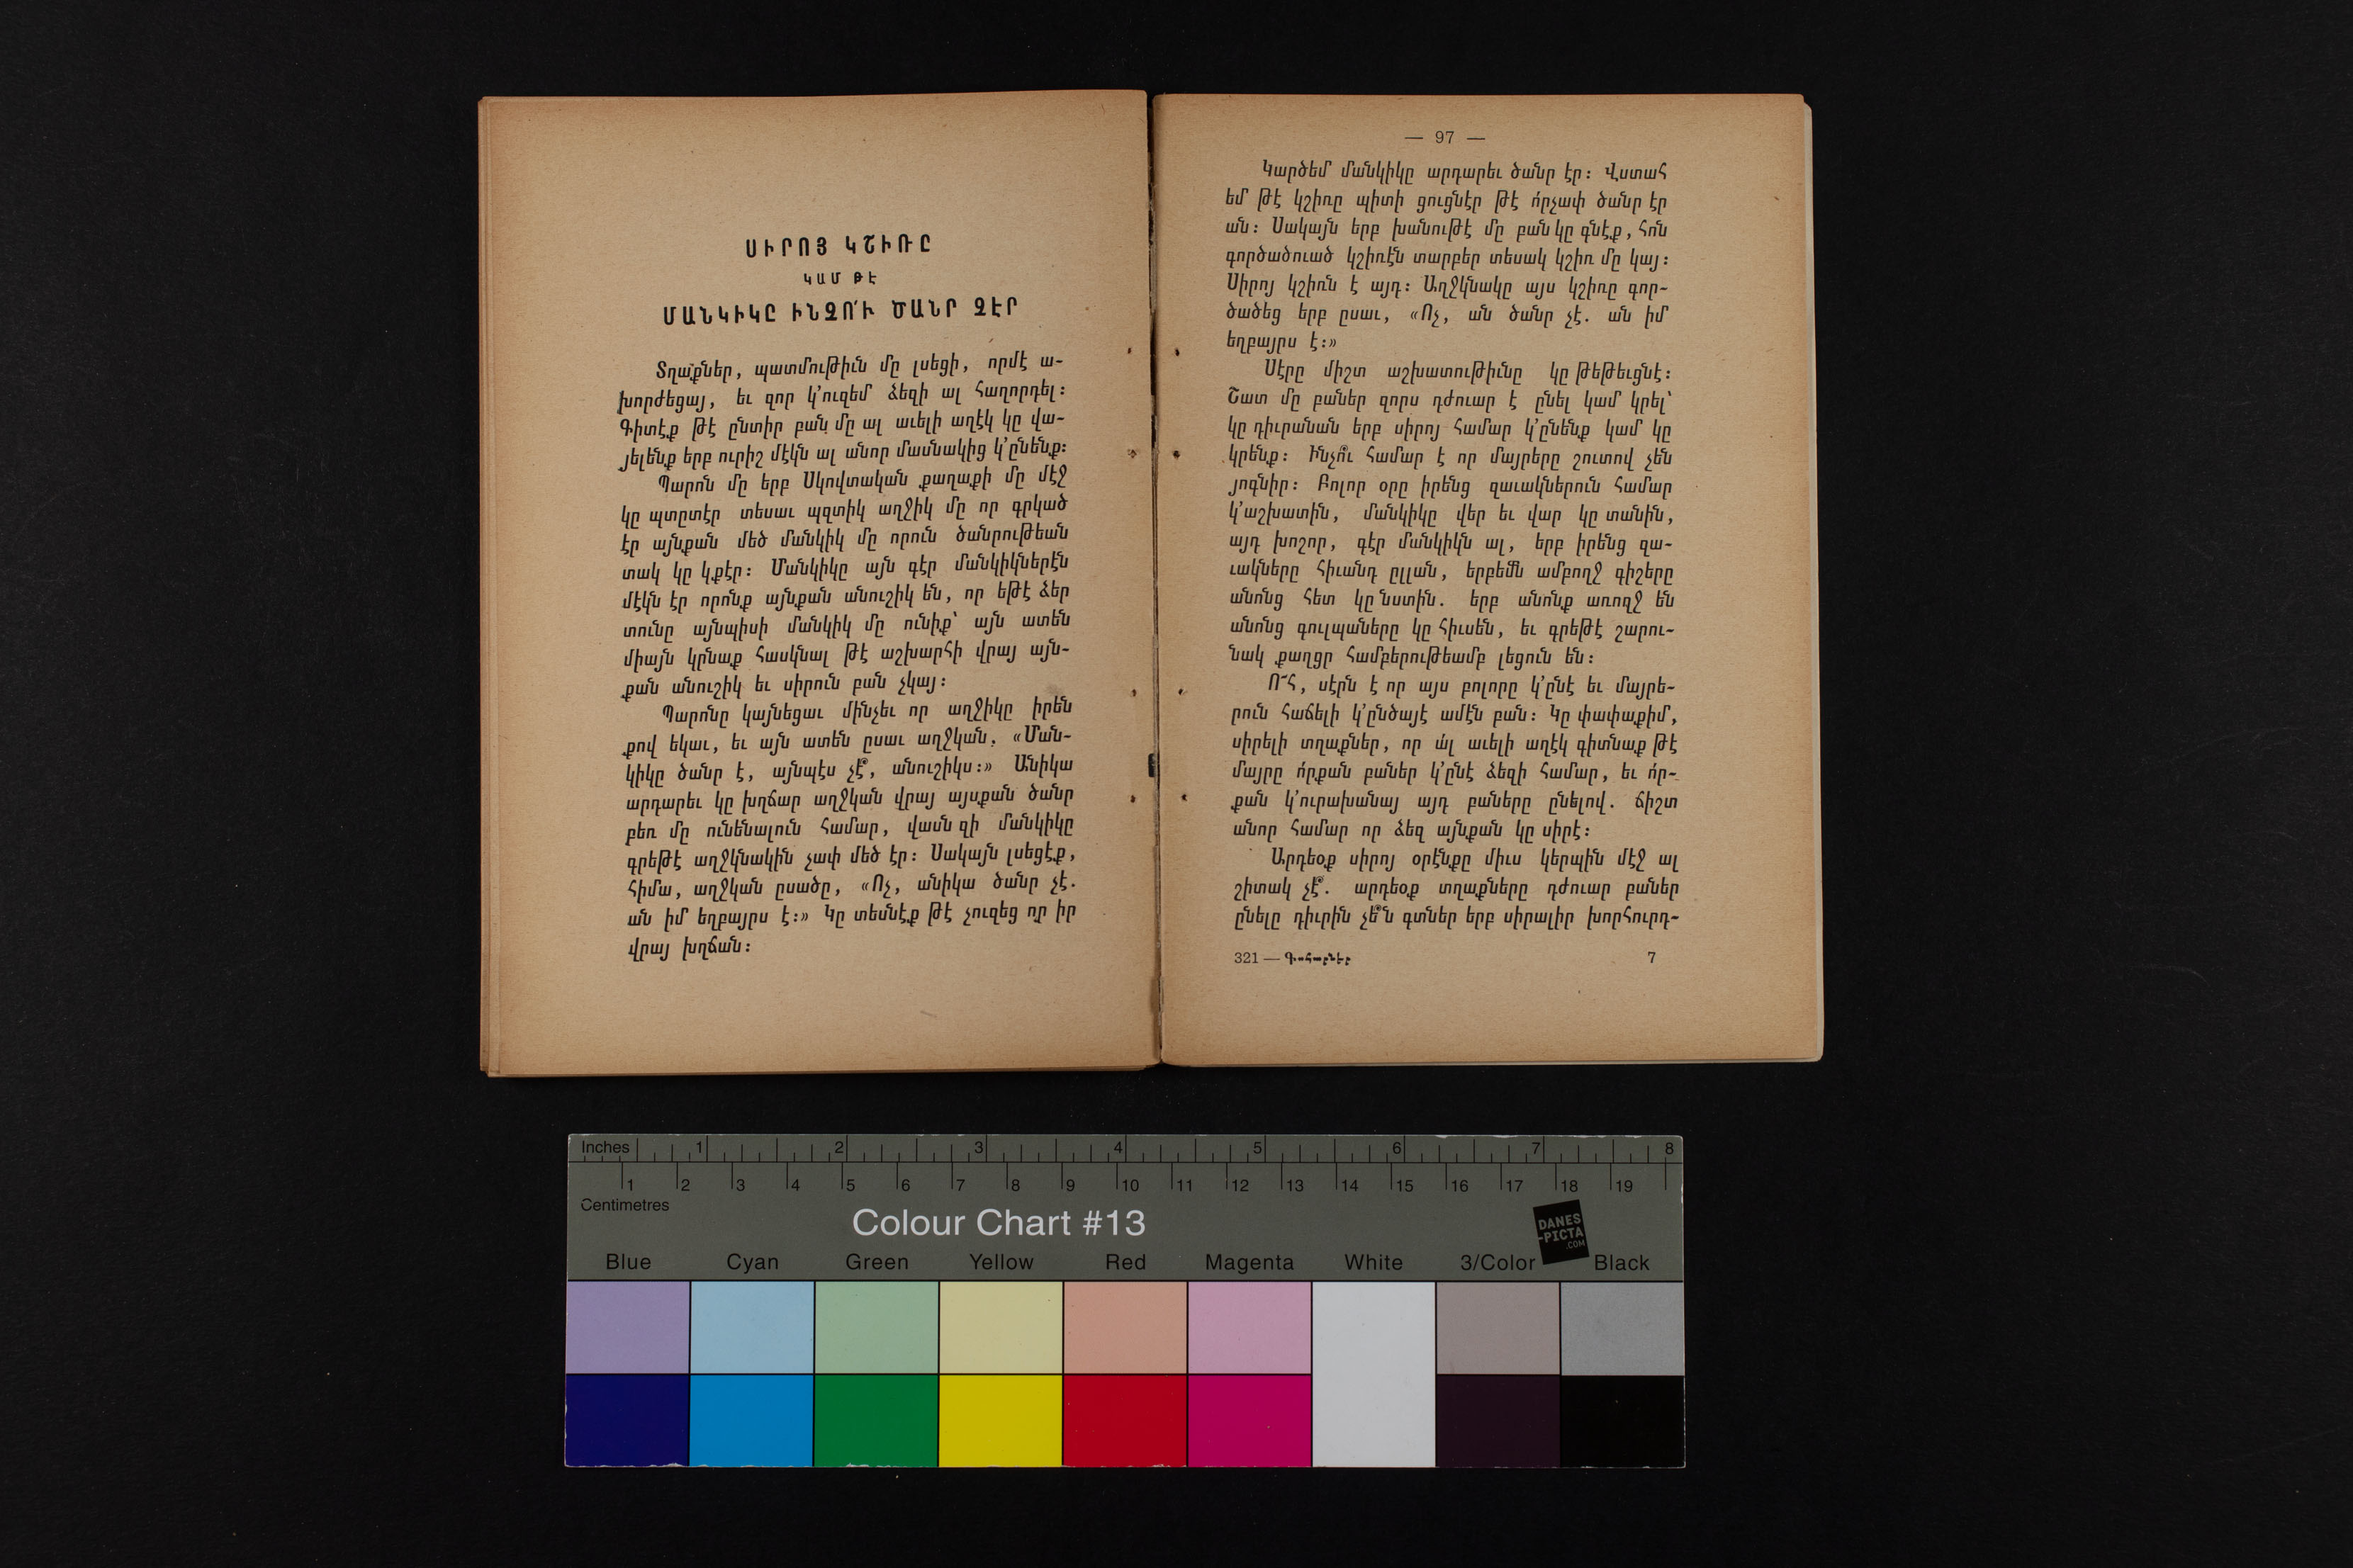 ՍԻՐՈՅ ԿՇԻՌԸ
ԿԱՄ ԹԷ
ՄԱՆԿԻԿԸ ԻՆՉՈ՛Ւ ԾԱՆՐ ՉԷՐ
Տղաքներ, պատմութիւն մը լսեցի, որմէ ա-
խորժեցայ, եւ զոր կ՚ուզեմ ձեզի ալ հաղորդել։
Գիտէք թէ ընտիր բան մը ալ աւելի աղէկ կը վա-
յելենք երբ ուրիշ մէկն ալ անոր մասնակից կ՚ընենք։
Պարոն մը երբ Սկովտական քաղաքի մը մէջ
կը պտըտէր տեսաւ պզտիկ աղջիկ մը որ գրկած
էր այնքան մեծ մանկիկ մը որուն ծանրութեան
տակ կը կքէր։ Մանկիկը այն գէր մանկիկներէն
մէկն էր որոնք այնքան անուշիկ են, որ եթէ ձեր
տունը այնպիսի մանկիկ մը ունիք՝ այն ատեն
միայն կրնաք հասկնալ թէ աշխարհի վրայ այն-
քան անուշիկ եւ սիրուն բան չկայ։
Պարոնը կայնեցաւ մինչեւ որ աղջիկը իրեն
քով եկաւ, եւ այն ատեն ըսաւ աղջկան, «Ման-
կիկը ծանր է, այնպէս չէ՞, անուշիկս։» Անիկա
արդարեւ կը խղճար աղջկան վրայ այսքան ծանր
բեռ մը ունենալուն համար, վասն զի մանկիկը
գրեթէ աղջկնակին չափ մեծ էր։ Սակայն լսեցէք,
հիմա, աղջկան ըսածը, «Ոչ, անիկա ծանր չէ.
ան իմ եղբայրս է։» Կը տեսնէք թէ չուզեց որ իր
վրայ խղճան։
— 97 —
Կարծեմ մանկիկը արդարեւ ծանր էր։ Վստահ
եմ թէ կշիռը պիտի ցուցնէր թէ ո՛րչափ ծանր էր
ան։ Սակայն երբ խանութէ մը բան կը գնէք, հոն
գործածուած կշիռէն տարբեր տեսակ կշիռ մը կայ։
Սիրոյ կշիռն է այդ։ Աղջկնակը այս կշիռը գոր-
ծածեց երբ ըսաւ, «Ոչ, ան ծանր չէ. ան իմ
եղբայրս է։»
Սէրը միշտ աշխատութիւնը կը թեթեւցնէ։
Շատ մը բաներ զորս դժուար է ընել կամ կրել՝
կը դիւրանան երբ սիրոյ համար կ՚ընենք կամ կը
կրենք։ Ինչո՞ւ համար է որ մայրերը շուտով չեն
յոգնիր։ Բոլոր օրը իրենց զաւակներուն համար
կ՚աշխատին, մանկիկը վեր եւ վար կը տանին,
այդ խոշոր, գէր մանկիկն ալ, երբ իրենց զա-
ւակները հիւանդ ըլլան, երբեմն ամբողջ գիշերը
անոնց հետ կը նստին. երբ անոնք առողջ են
անոնց գուլպաները կը հիւսեն, եւ գրեթէ շարու-
նակ քաղցր համբերութեամբ լեցուն են։
Ո՜հ, սէրն է որ այս բոլորը կ՚ընէ եւ մայրե-
րուն հաճելի կ՚ընծայէ ամէն բան։ Կը փափաքիմ,
սիրելի տղաքներ, որ ա՛լ աւելի աղէկ գիտնաք թէ
մայրը ո՛րքան բաներ կ՚ընէ ձեզի համար, եւ ո՛ր-
քան կ՚ուրախանայ այդ բաները ընելով. ճիշտ
անոր համար որ ձեզ այնքան կը սիրէ։
Արդեօք սիրոյ օրէնքը միւս կերպին մէջ ալ
շիտակ չէ՞. արդեօք տղաքները դժուար բաներ
ընելը դիւրին չե՞ն գտներ երբ սիրալիր խորհուրդ-
321 — Գոհարներ 7
Inches 1 2 3 4 5 6 7 8
1 2 3 4 5 6 7 8 9 10 11 12 13 14 15 16 17 18 19
Centimetres
Colour Chart #13
DANES
-PICTA
.COM
Blue Cyan Green Yellow Red Magenta White 3/Color Black